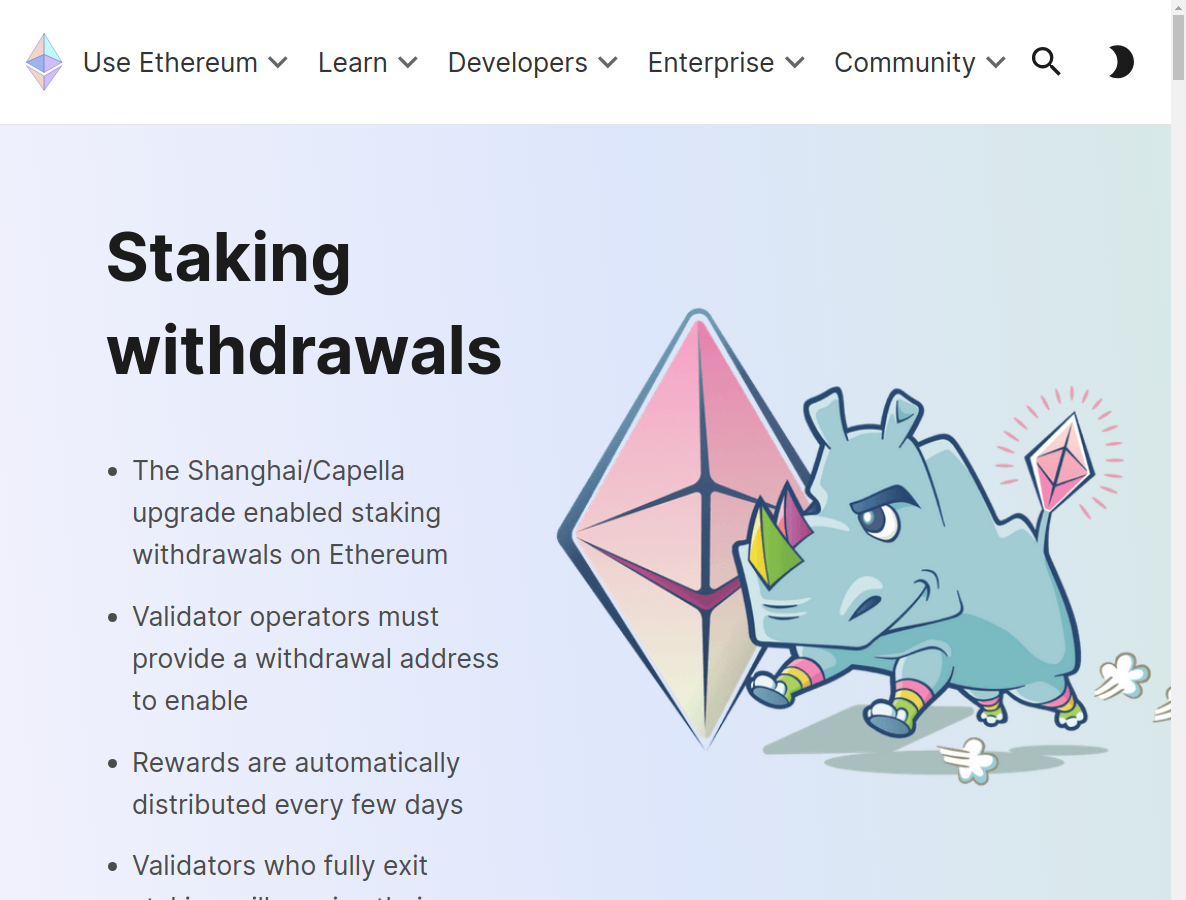 Use Ethereum Learn Developers Enterprise Community
Staking
withdrawals
The Shanghai/Capella
upgrade enabled staking
withdrawals on Ethereum
Validator operators must
provide a withdrawal address
to enable
Rewards are automatically
distributed every few days
Validators who fully exit